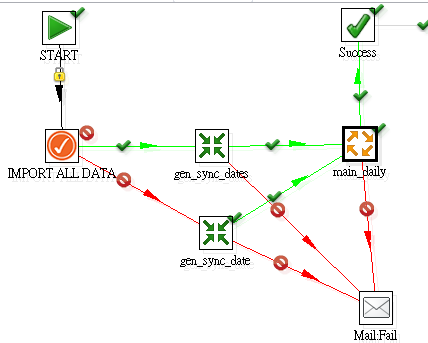 START
Success
IMPORT ALL DATA
gen_sync_dates
main_daily
gen_sync_date
Mail:Fail